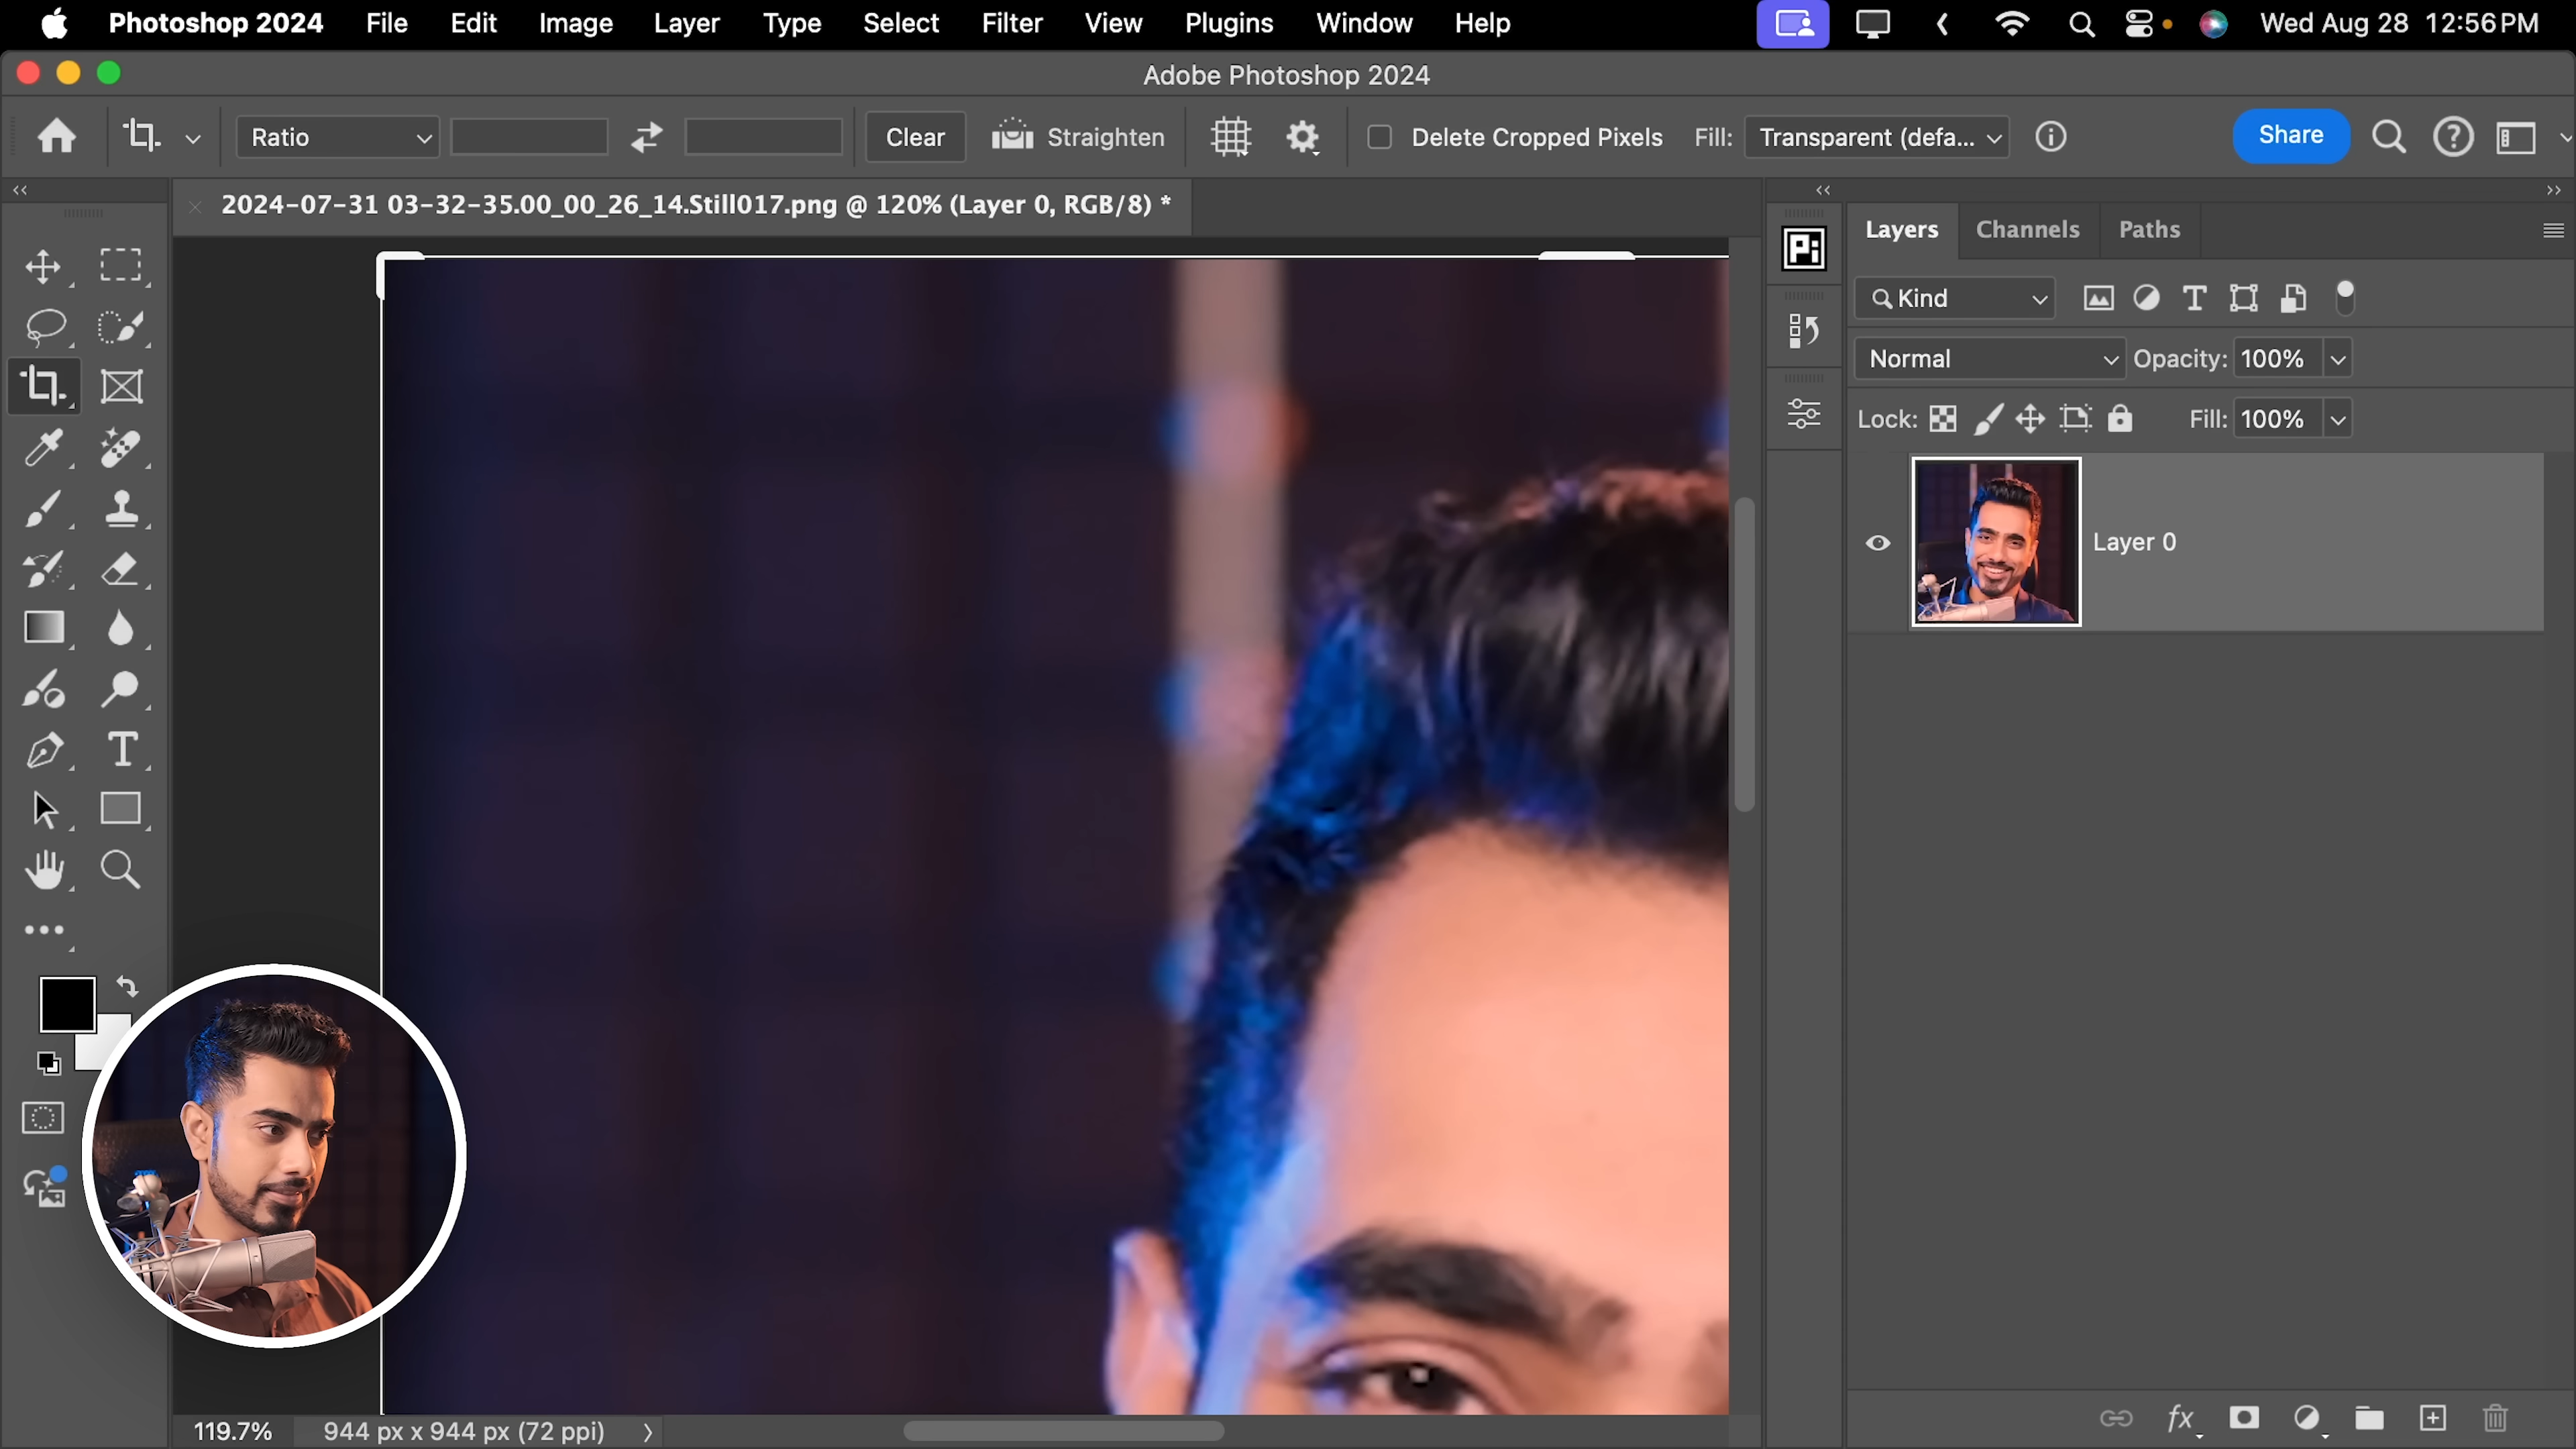 Photoshop 2024 File Edit Image Layer Type Select Filter View Plugins Window Help Wed Aug 28 12:56 PM
Adobe Photoshop 2024
Ratio Clear Straighten Delete Cropped Pixels Fill: Transparent (defa... Share
2024-07-31 03-32-35.00_00_26_14.Still017.png @ 120% (Layer 0, RGB/8) *
Layers Channels Paths
Kind
Normal Opacity: 100%
Lock: Fill: 100%
Layer 0
119.7% 944 px x 944 px (72 ppi)